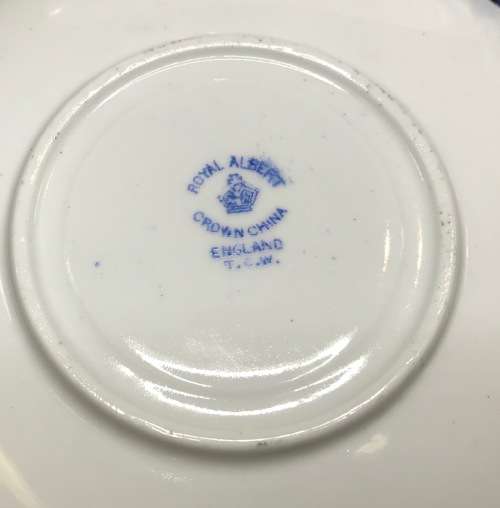 ROYAL ALBERT
CROWN CHINA
ENGLAND
T.C.W.